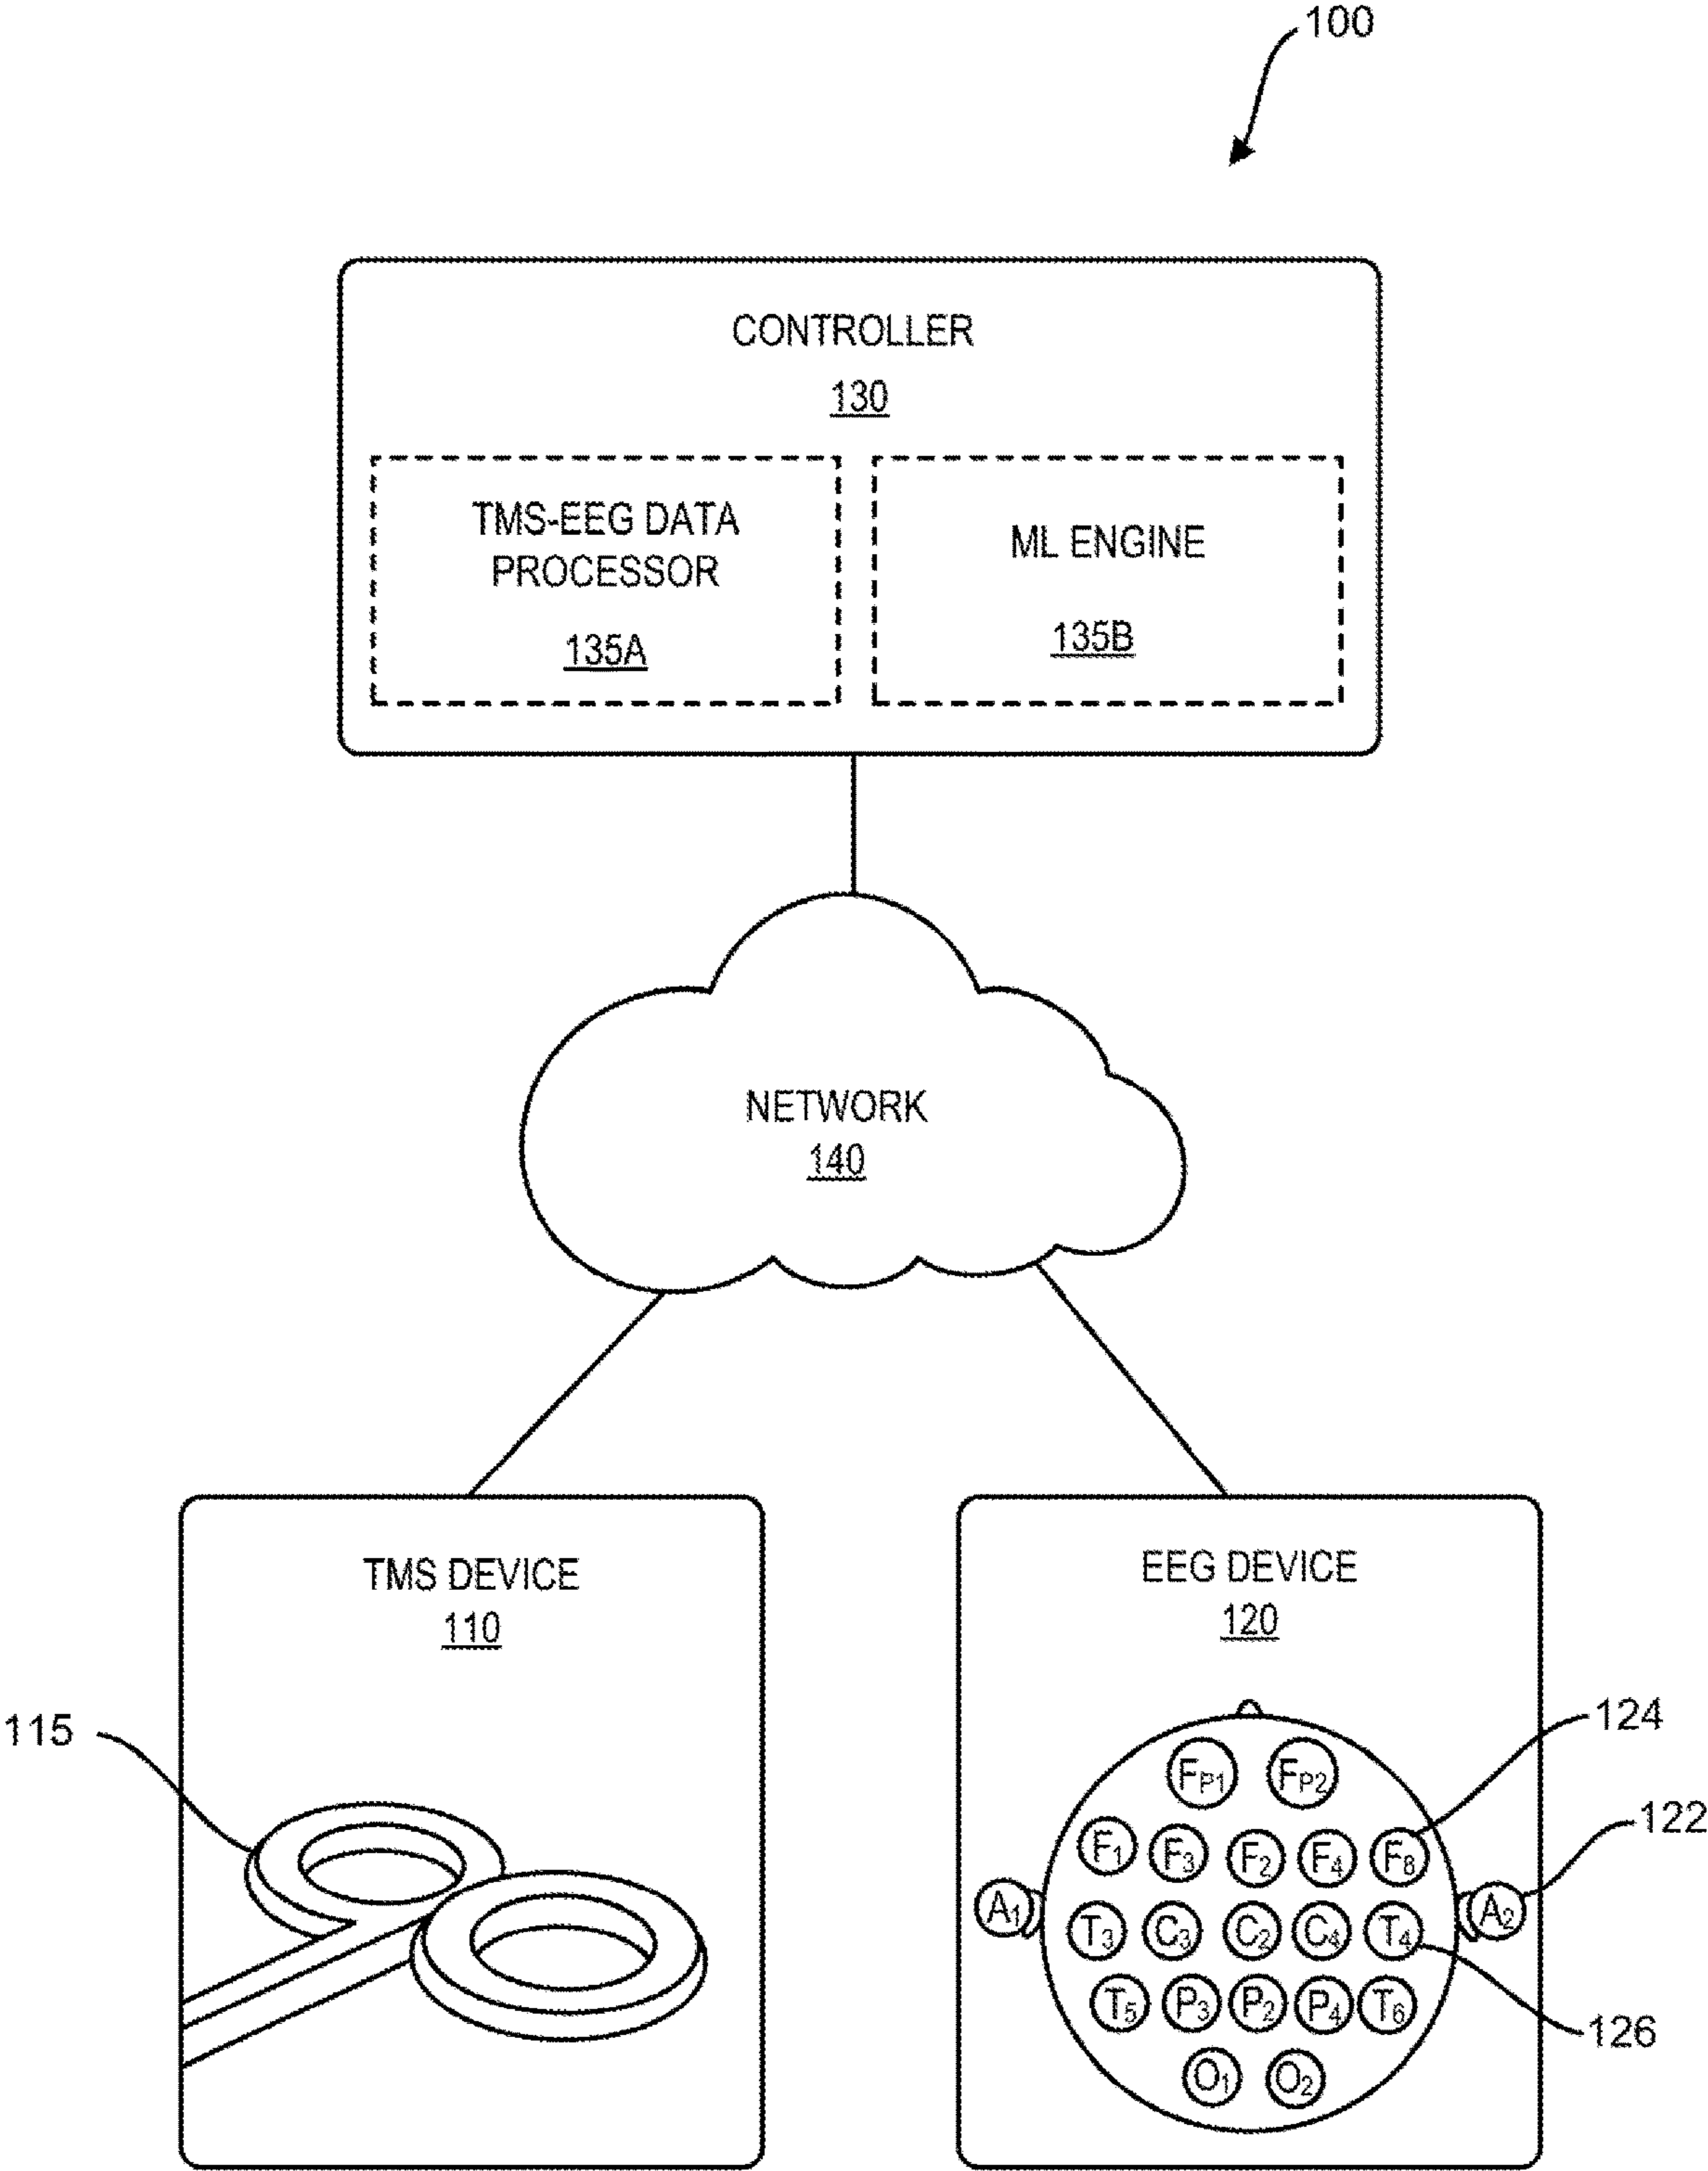 100
CONTROLLER
130
TMS-EEG DATA
PROCESSOR
135A
ML ENGINE
135B
NETWORK
140
TMS DEVICE
110
115
EEG DEVICE
120
124
122
126
FP1 FP2
F1 F3 F2 F4 F8
A1 A2
T3 C3 C2 C4 T4
T5 P3 P2 P4 T6
O1 O2